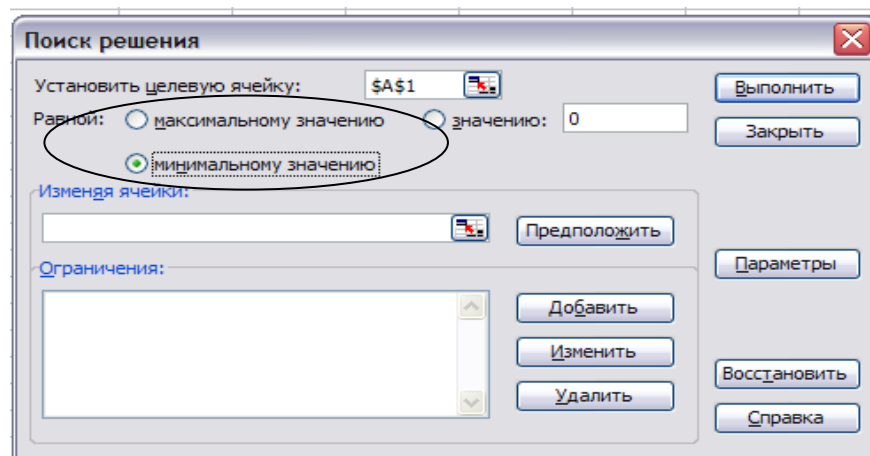 Поиск решения
Установить целевую ячейку: $A$1 Выполнить
Равной: максимальному значению значению: 0 Закрыть
минимальному значению
Изменяя ячейки:
Предположить
Ограничения: Параметры
Добавить
Изменить
Восстановить
Удалить
Справка